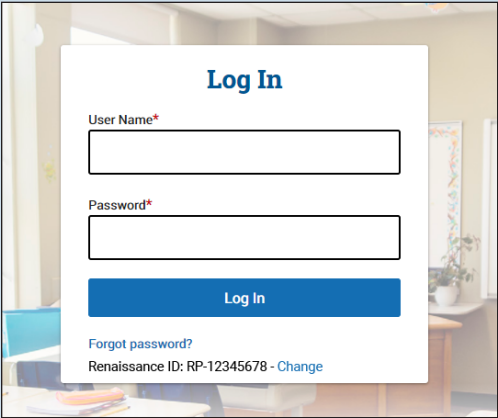 Log In
User Name*
Password*
Log In
Forgot password?
Renaissance ID: RP-12345678 - Change